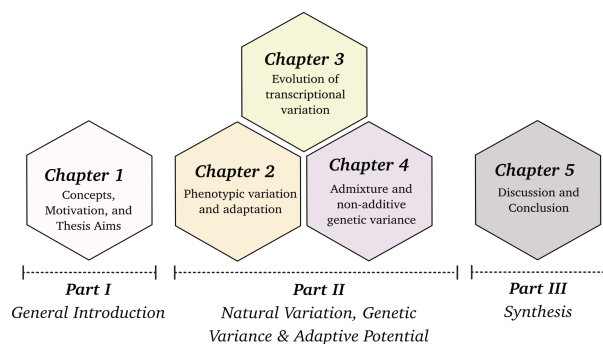 Chapter 1
Concepts,
Motivation, and
Thesis Aims
Chapter 2
Phenotypic variation
and adaptation
Chapter 3
Evolution of
transcriptional
variation
Chapter 4
Admixture and
non-additive
genetic variance
Chapter 5
Discussion and
Conclusion
Part I
General Introduction
Part II
Natural Variation, Genetic
Variance & Adaptive Potential
Part III
Synthesis